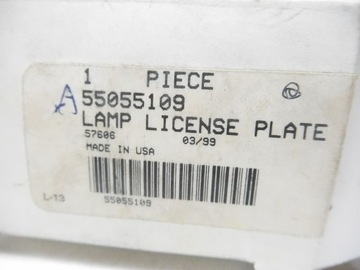 1 PIECE
A 55055109
LAMP LICENSE PLATE
57606 03/99
MADE IN USA
L-13
55055109